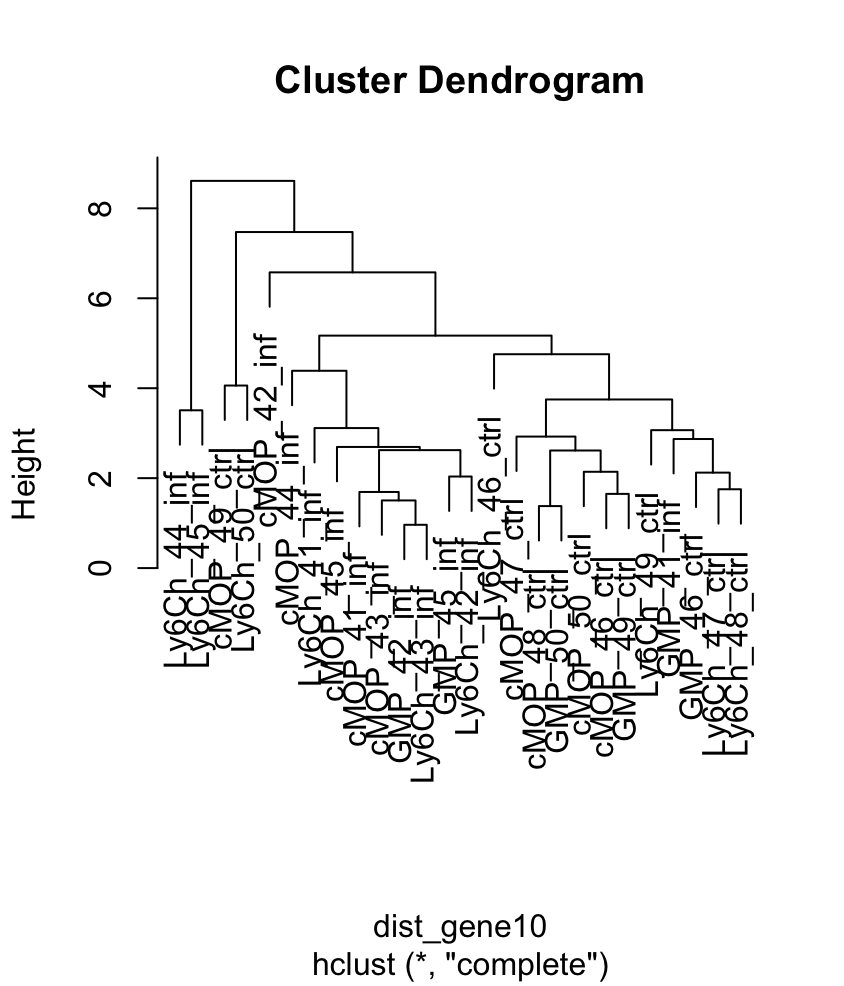 Cluster Dendrogram
Height
8
6
4
2
0
Ly6Ch_44_inf
Ly6Ch_45_inf
cMOP_49_ctrl
Ly6Ch_50_ctrl
cMOP_42_inf
cMOP_44_inf
Ly6Ch_41_inf
cMOP_45_inf
cMOP_41_inf
cMOP_43_inf
GMP_42_inf
Ly6Ch_43_inf
GMP_45_inf
Ly6Ch_42_inf
Ly6Ch_46_ctrl
cMOP_47_ctrl
cMOP_48_ctrl
GMP_50_ctrl
cMOP_50_ctrl
cMOP_46_ctrl
GMP_49_ctrl
Ly6Ch_49_ctrl
GMP_41_inf
GMP_46_ctrl
Ly6Ch_47_ctrl
Ly6Ch_48_ctrl
dist_gene10
hclust (*, "complete")